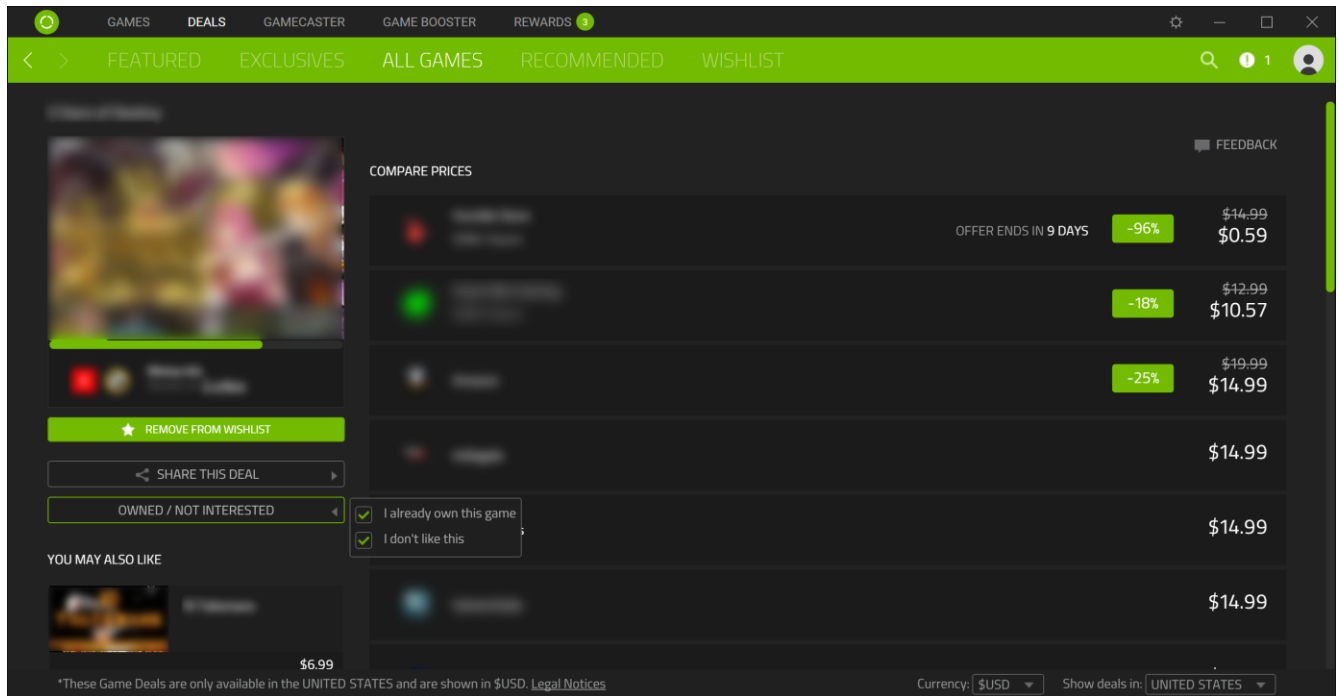 GAMES DEALS GAMECASTER GAME BOOSTER REWARDS 3
FEATURED EXCLUSIVES ALL GAMES RECOMMENDED WISHLIST 1
FEEDBACK
COMPARE PRICES
OFFER ENDS IN 9 DAYS -96% $14.99
$0.59
-18% $12.99
$10.57
-25% $19.99
$14.99
REMOVE FROM WISHLIST
$14.99
SHARE THIS DEAL
OWNED / NOT INTERESTED
I already own this game
I don't like this
$14.99
YOU MAY ALSO LIKE
$14.99
$6.99
*These Game Deals are only available in the UNITED STATES and are shown in $USD. Legal Notices
Currency: $USD Show deals in: UNITED STATES